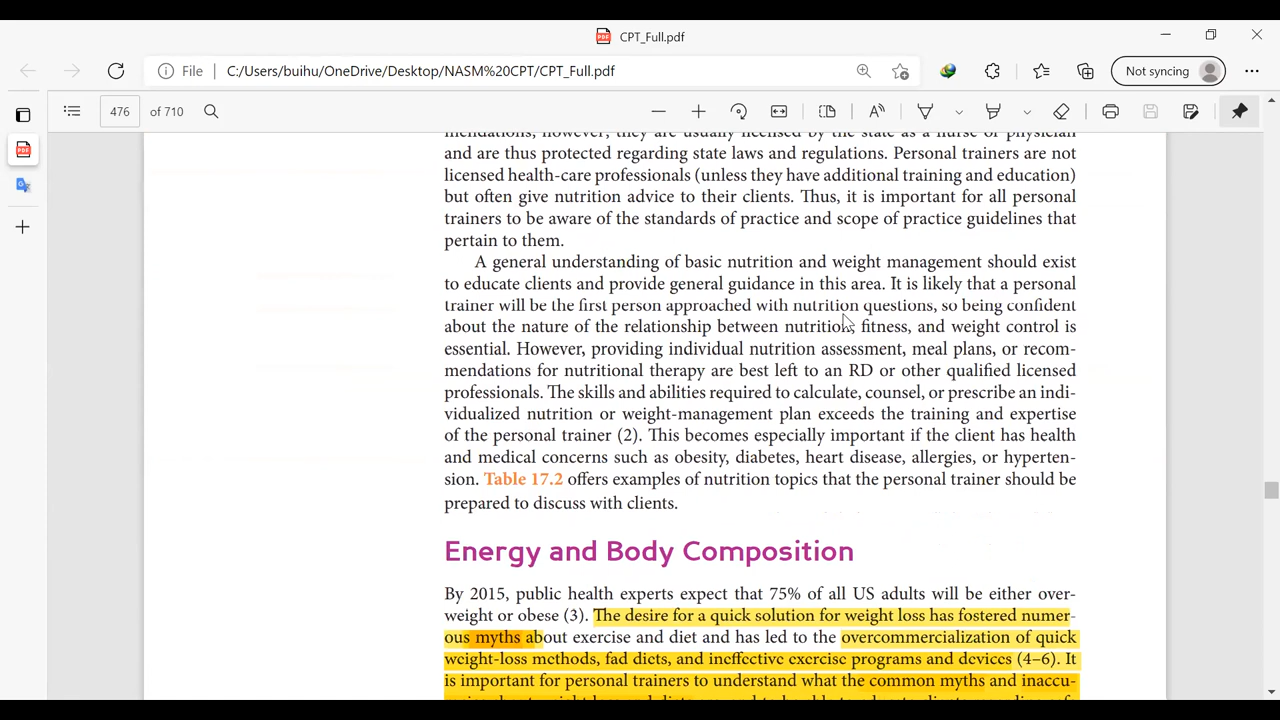 CPT_Full.pdf
File C:/Users/buihu/OneDrive/Desktop/NASM%20CPT/CPT_Full.pdf
Not syncing
476 of 710
mendations, however, they are usually licensed by the state as a nurse or physician
and are thus protected regarding state laws and regulations. Personal trainers are not
licensed health-care professionals (unless they have additional training and education)
but often give nutrition advice to their clients. Thus, it is important for all personal
trainers to be aware of the standards of practice and scope of practice guidelines that
pertain to them.
A general understanding of basic nutrition and weight management should exist
to educate clients and provide general guidance in this area. It is likely that a personal
trainer will be the first person approached with nutrition questions, so being confident
about the nature of the relationship between nutrition, fitness, and weight control is
essential. However, providing individual nutrition assessment, meal plans, or recom-
mendations for nutritional therapy are best left to an RD or other qualified licensed
professionals. The skills and abilities required to calculate, counsel, or prescribe an indi-
vidualized nutrition or weight-management plan exceeds the training and expertise
of the personal trainer (2). This becomes especially important if the client has health
and medical concerns such as obesity, diabetes, heart disease, allergies, or hyperten-
sion. Table 17.2 offers examples of nutrition topics that the personal trainer should be
prepared to discuss with clients.
Energy and Body Composition
By 2015, public health experts expect that 75% of all US adults will be either over-
weight or obese (3). The desire for a quick solution for weight loss has fostered numer-
ous myths about exercise and diet and has led to the overcommercialization of quick
weight-loss methods, fad diets, and ineffective exercise programs and devices (4–6). It
is important for personal trainers to understand what the common myths and inaccu-